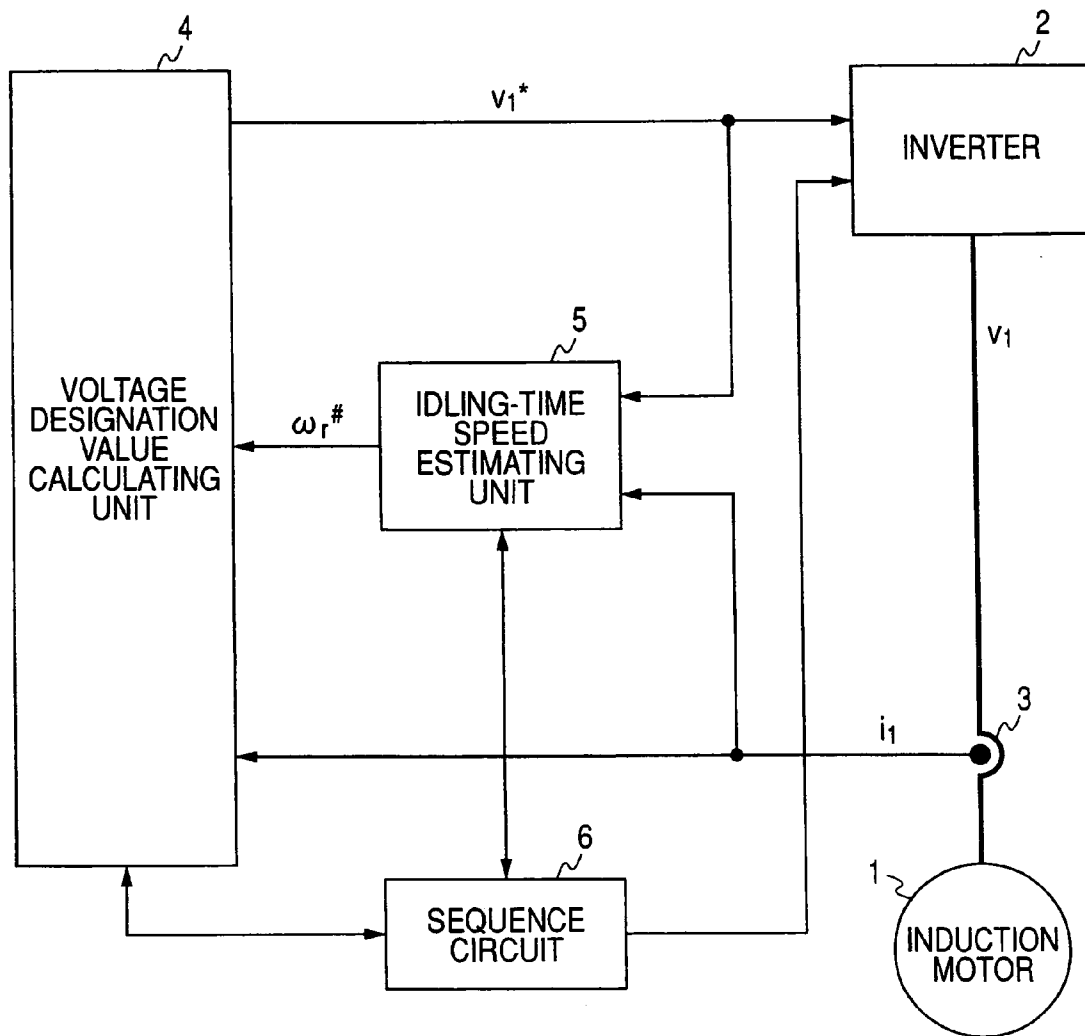 4
2
v1*
INVERTER
v1
5
VOLTAGE
DESIGNATION
VALUE
CALCULATING
UNIT
ωr#
IDLING-TIME
SPEED
ESTIMATING
UNIT
3
i1
6
SEQUENCE
CIRCUIT
1
INDUCTION
MOTOR